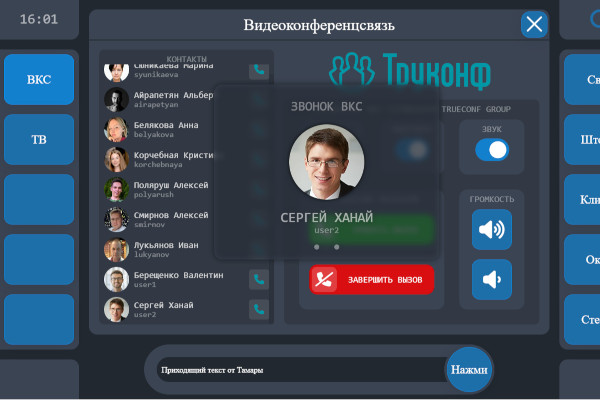 16:01
Видеоконференцсвязь
ВКС
ТВ
КОНТАКТЫ
Сюникаева Марина
syunikaeva
Айрапетян Альбер
airapetyan
Белякова Анна
belyakova
Корчебная Кристи
korchebnaya
Поляруш Алексей
polyarush
Смирнов Алексей
smirnov
Лукьянов Иван
lukyanov
Берещенко Валентин
user1
Сергей Ханай
user2
Труконф
TRUECONF GROUP
ЗВОНОК ВКС
СЕРГЕЙ ХАНАЙ
user2
ЗАВЕРШИТЬ ВЫЗОВ
ЗВУК
ГРОМКОСТЬ
Св
Што
Кли
Ок
Сте
Приходящий текст от Тамары
Нажми